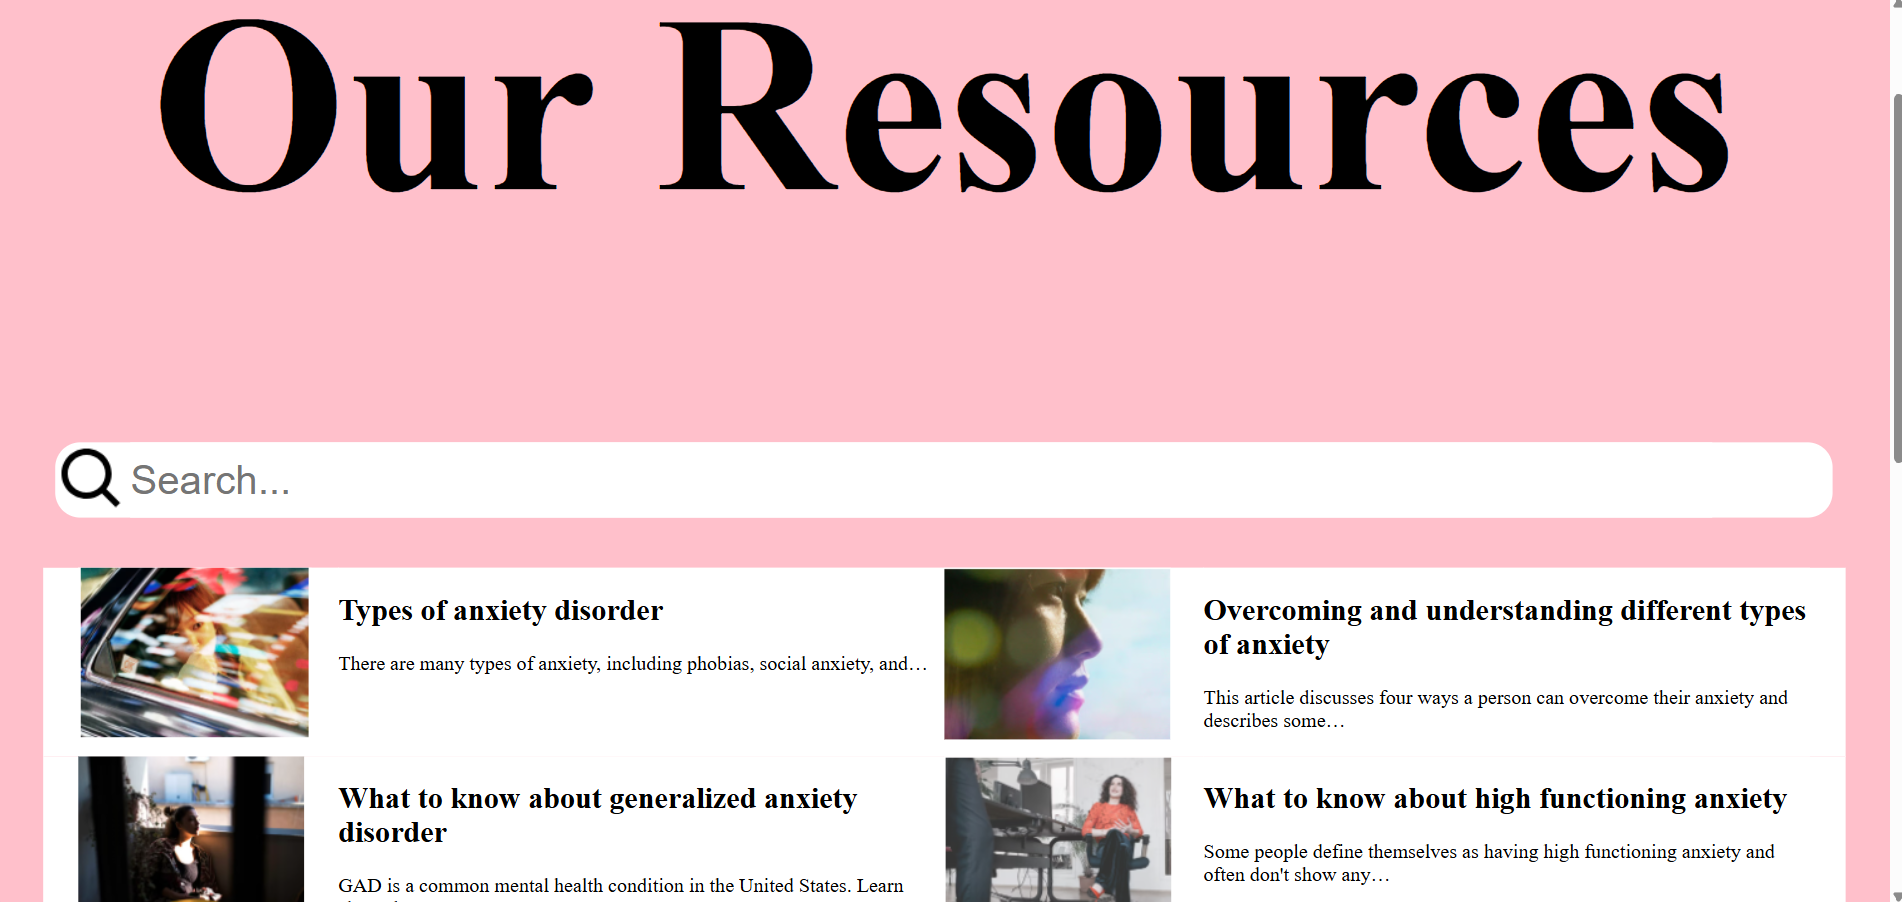 Our Resources
Search...
Types of anxiety disorder
There are many types of anxiety, including phobias, social anxiety, and…
Overcoming and understanding different types
of anxiety
This article discusses four ways a person can overcome their anxiety and
describes some…
What to know about generalized anxiety
disorder
GAD is a common mental health condition in the United States. Learn
What to know about high functioning anxiety
Some people define themselves as having high functioning anxiety and
often don't show any…